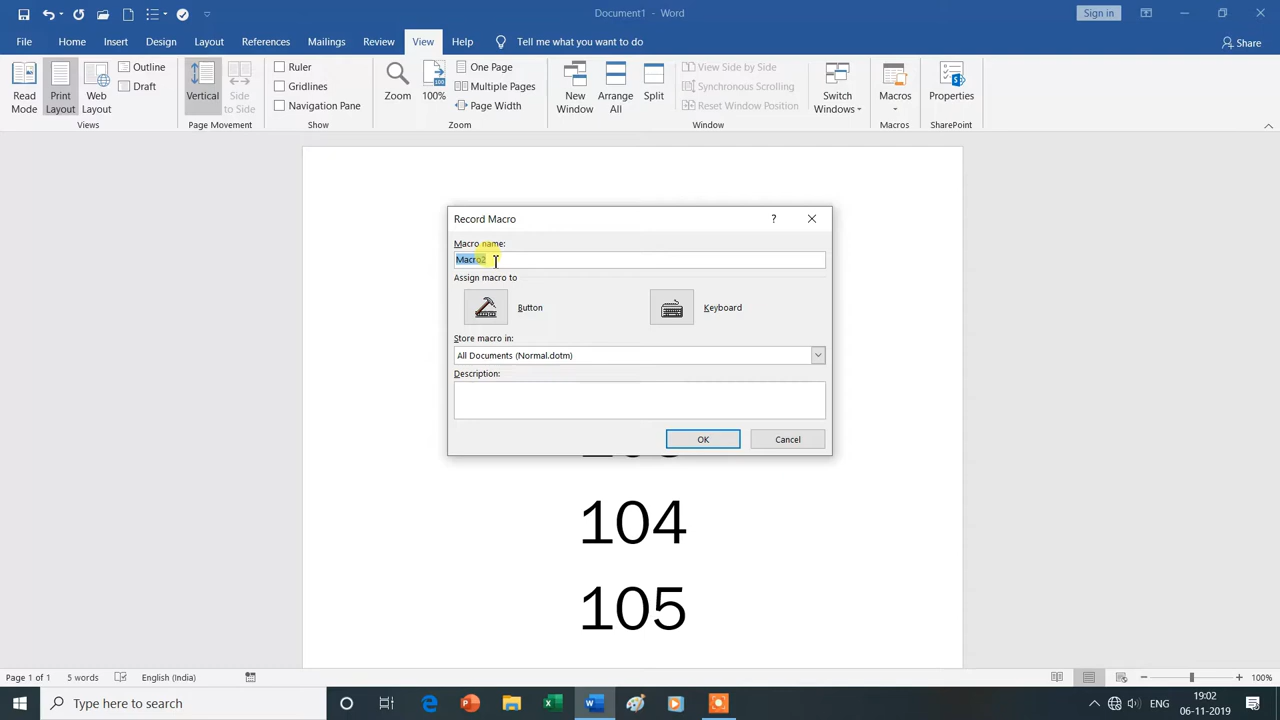 Document1 - Word
Sign in
File Home Insert Design Layout References Mailings Review View Help Tell me what you want to do
Share
Read Mode
Print Layout
Web Layout
Outline
Draft
Views
Vertical
Side to Side
Page Movement
Ruler
Gridlines
Navigation Pane
Show
Zoom
100
100%
One Page
Multiple Pages
Page Width
Zoom
New Window
Arrange All
Split
View Side by Side
Synchronous Scrolling
Reset Window Position
Window
Switch Windows
Macros
Macros
Properties
SharePoint
Record Macro
?
Macro name:
Macro2
Assign macro to
Button
Keyboard
Store macro in:
All Documents (Normal.dotm)
Description:
OK
Cancel
104
105
Page 1 of 1
5 words
English (India)
100%
Type here to search
ENG
19:02
06-11-2019